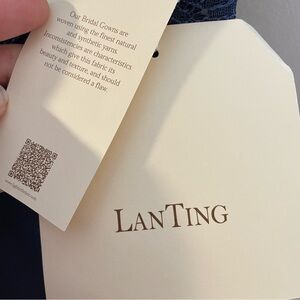 Our Bridal Gowns are
woven using the finest natural
and synthetic yarns.
Inconsistencies are characteristics
which give this fabric its
beauty and texture, and should
not be considered a flaw.
LANTING